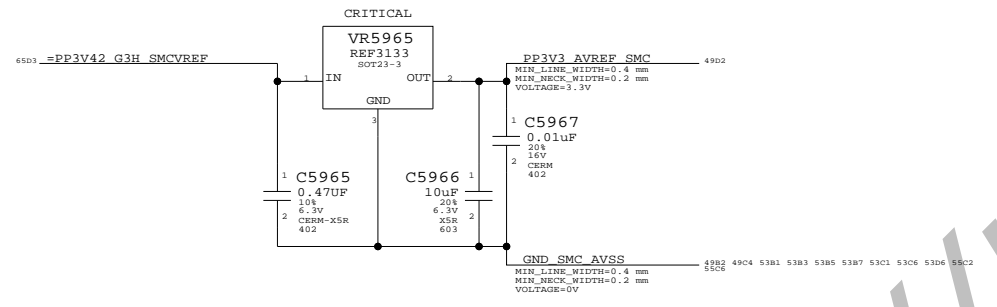 CRITICAL
VR5965
REF3133
SOT23-3
65D3 =PP3V42_G3H_SMCVREF
1 IN
OUT 2
GND
3
PP3V3_AVREF_SMC 49D2
MIN_LINE_WIDTH=0.4 mm
MIN_NECK_WIDTH=0.2 mm
VOLTAGE=3.3V
1 C5967
0.01uF
20%
16V
2 CERM
402
1 C5965
0.47UF
10%
6.3V
2 CERM-X5R
402
C5966 1
10uF
20%
6.3V
X5R 2
603
GND_SMC_AVSS 49B2 49C4 53B1 53B3 53B5 53B7 53C1 53C6 53D6 55C2
55C6
MIN_LINE_WIDTH=0.4 mm
MIN_NECK_WIDTH=0.2 mm
VOLTAGE=0V